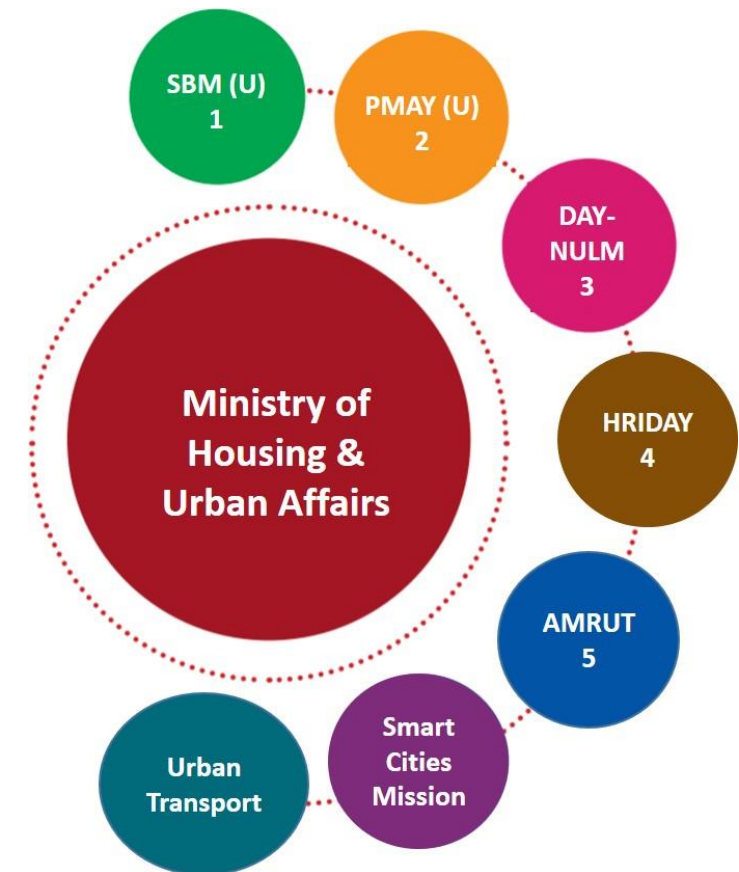 SBM (U)
1
PMAY (U)
2
DAY-
NULM
3
HRIDAY
4
AMRUT
5
Smart
Cities
Mission
Urban
Transport
Ministry of
Housing &
Urban Affairs